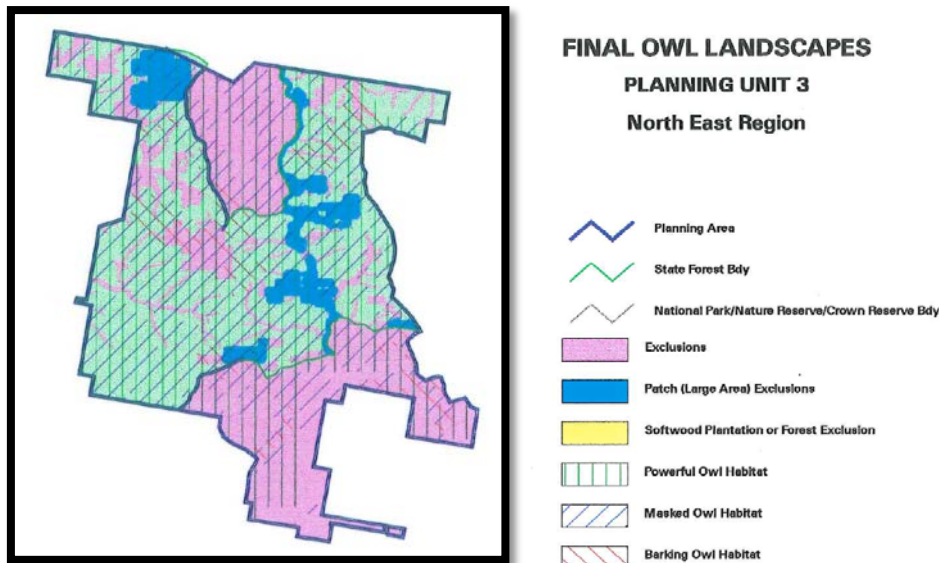 FINAL OWL LANDSCAPES
PLANNING UNIT 3
North East Region
Planning Area
State Forest Bdy
National Park/Nature Reserve/Crown Reserve Bdy
Exclusions
Patch (Large Area) Exclusions
Softwood Plantation or Forest Exclusion
Powerful Owl Habitat
Masked Owl Habitat
Barking Owl Habitat